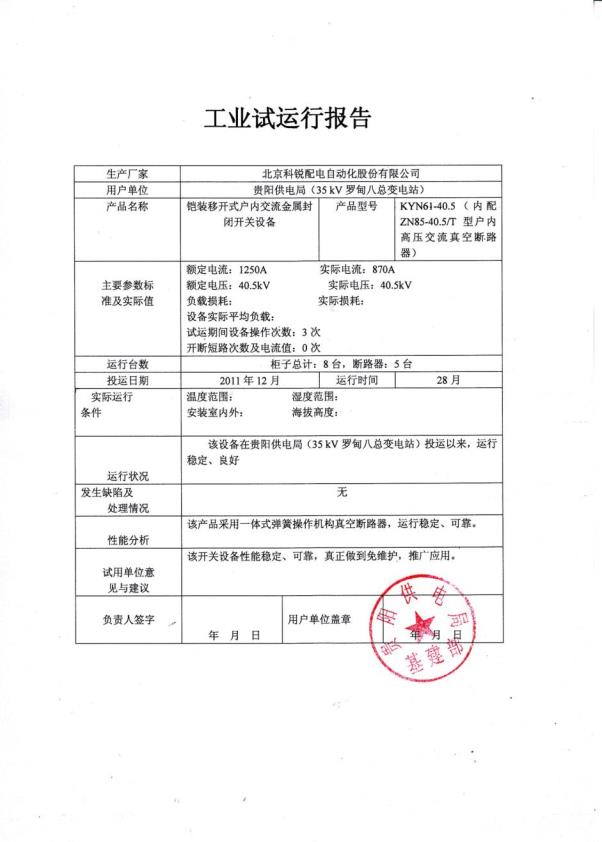 工业试运行报告
生产厂家 北京科锐配电自动化股份有限公司
用户单位 贵阳供电局（35 kV 罗甸八总变电站）
产品名称 铠装移开式户内交流金属封 产品型号 KYN61-40.5（内配
闭开关设备 ZN85-40.5/T 型户内
高压交流真空断路
器）
额定电流：1250A 实际电流：870A
主要参数标 额定电压：40.5kV 实际电压：40.5kV
准及实际值 负载损耗： 实际损耗：
设备实际平均负载：
试运期间设备操作次数：3 次
开断短路次数及电流值：0 次
运行台数 柜子总计：8 台，断路器：5 台
投运日期 2011 年 12 月 运行时间 28 月
实际运行 温度范围： 湿度范围：
条件 安装室内外： 海拔高度：
该设备在贵阳供电局（35 kV 罗甸八总变电站）投运以来，运行
稳定、良好
运行状况
发生缺陷及 无
处理情况
该产品采用一体式弹簧操作机构真空断路器，运行稳定、可靠。
性能分析
该开关设备性能稳定、可靠，真正做到免维护，推广应用。
试用单位意
见与建议
负责人签字 用户单位盖章
年 月 日 年 月 日
贵阳供电局
基建部